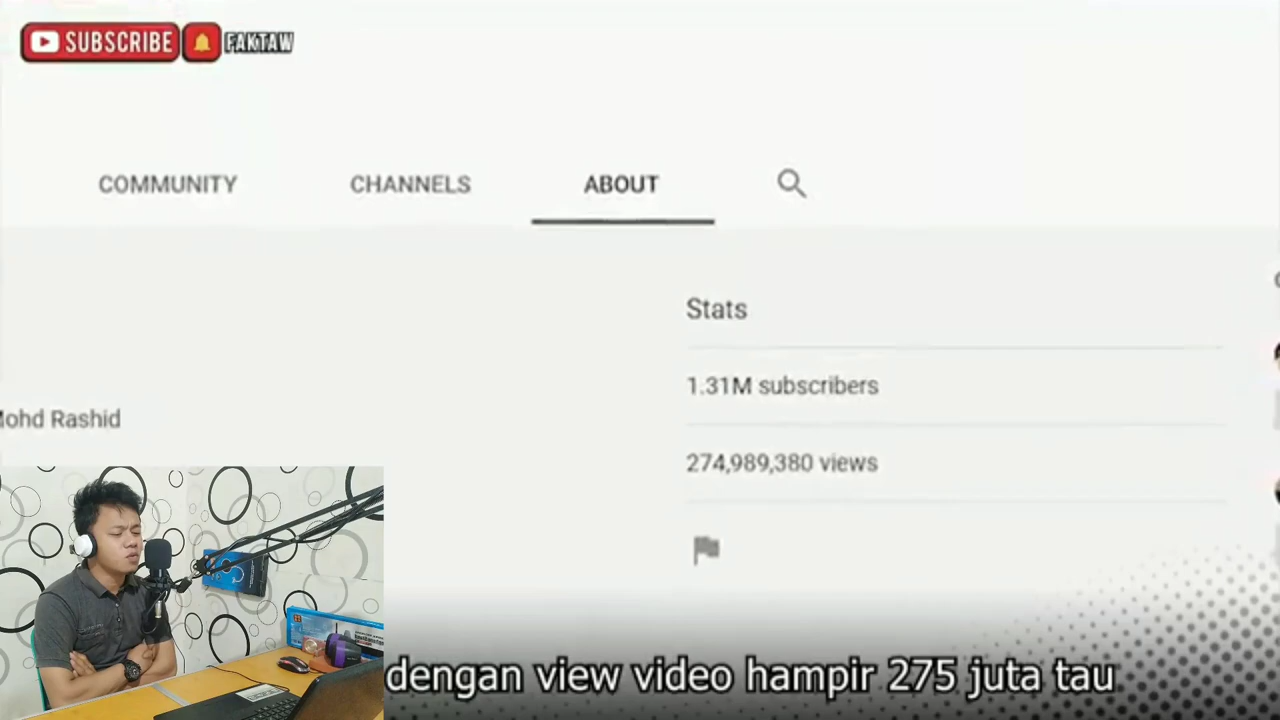 SUBSCRIBE FAKTAW
COMMUNITY CHANNELS ABOUT
Stats
1.31M subscribers
Rashid
274,989,380 views
dengan view video hampir 275 juta tau